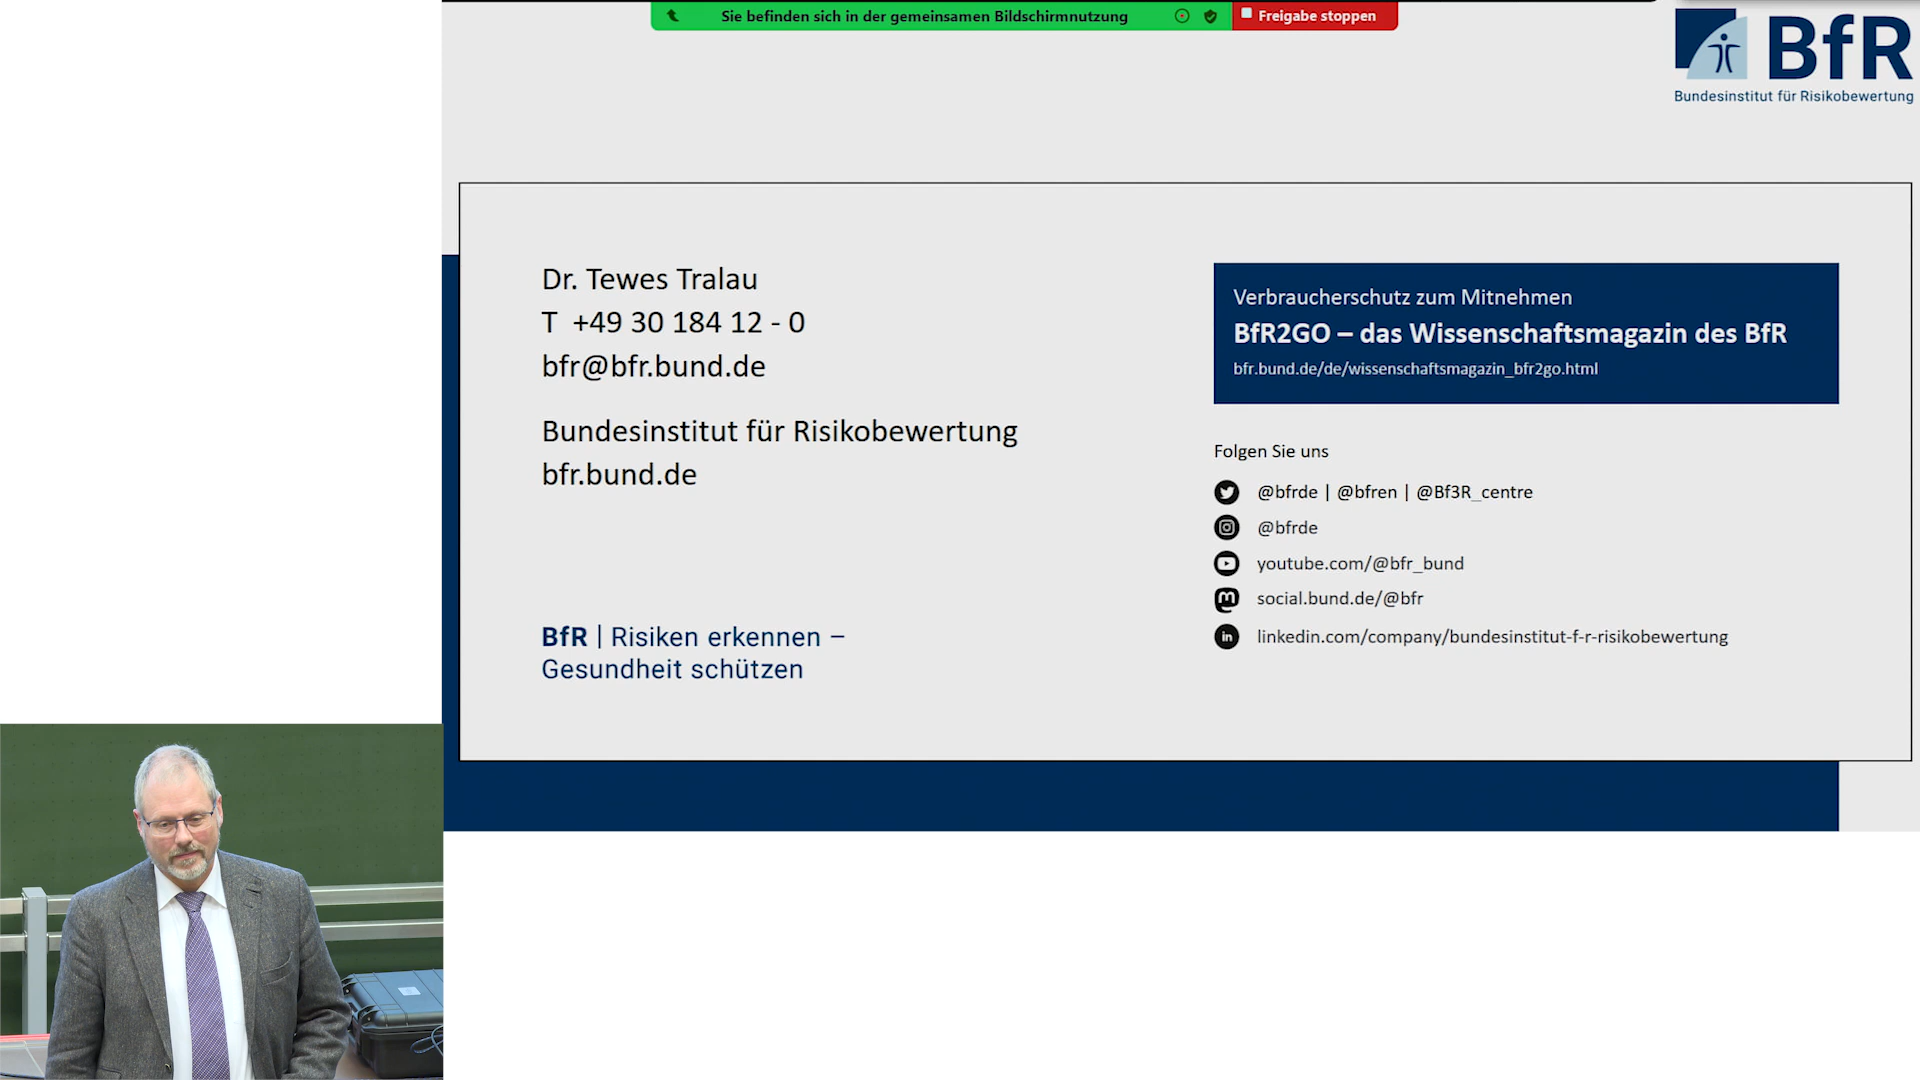 Sie befinden sich in der gemeinsamen Bildschirmnutzung
Freigabe stoppen
BfR
Bundesinstitut für Risikobewertung
Dr. Tewes Tralau
T +49 30 184 12 - 0
bfr@bfr.bund.de
Bundesinstitut für Risikobewertung
bfr.bund.de
BfR | Risiken erkennen –
Gesundheit schützen
Verbraucherschutz zum Mitnehmen
BfR2GO – das Wissenschaftsmagazin des BfR
bfr.bund.de/de/wissenschaftsmagazin_bfr2go.html
Folgen Sie uns
@bfrde | @bfren | @Bf3R_centre
@bfrde
youtube.com/@bfr_bund
social.bund.de/@bfr
linkedin.com/company/bundesinstitut-f-r-risikobewertung